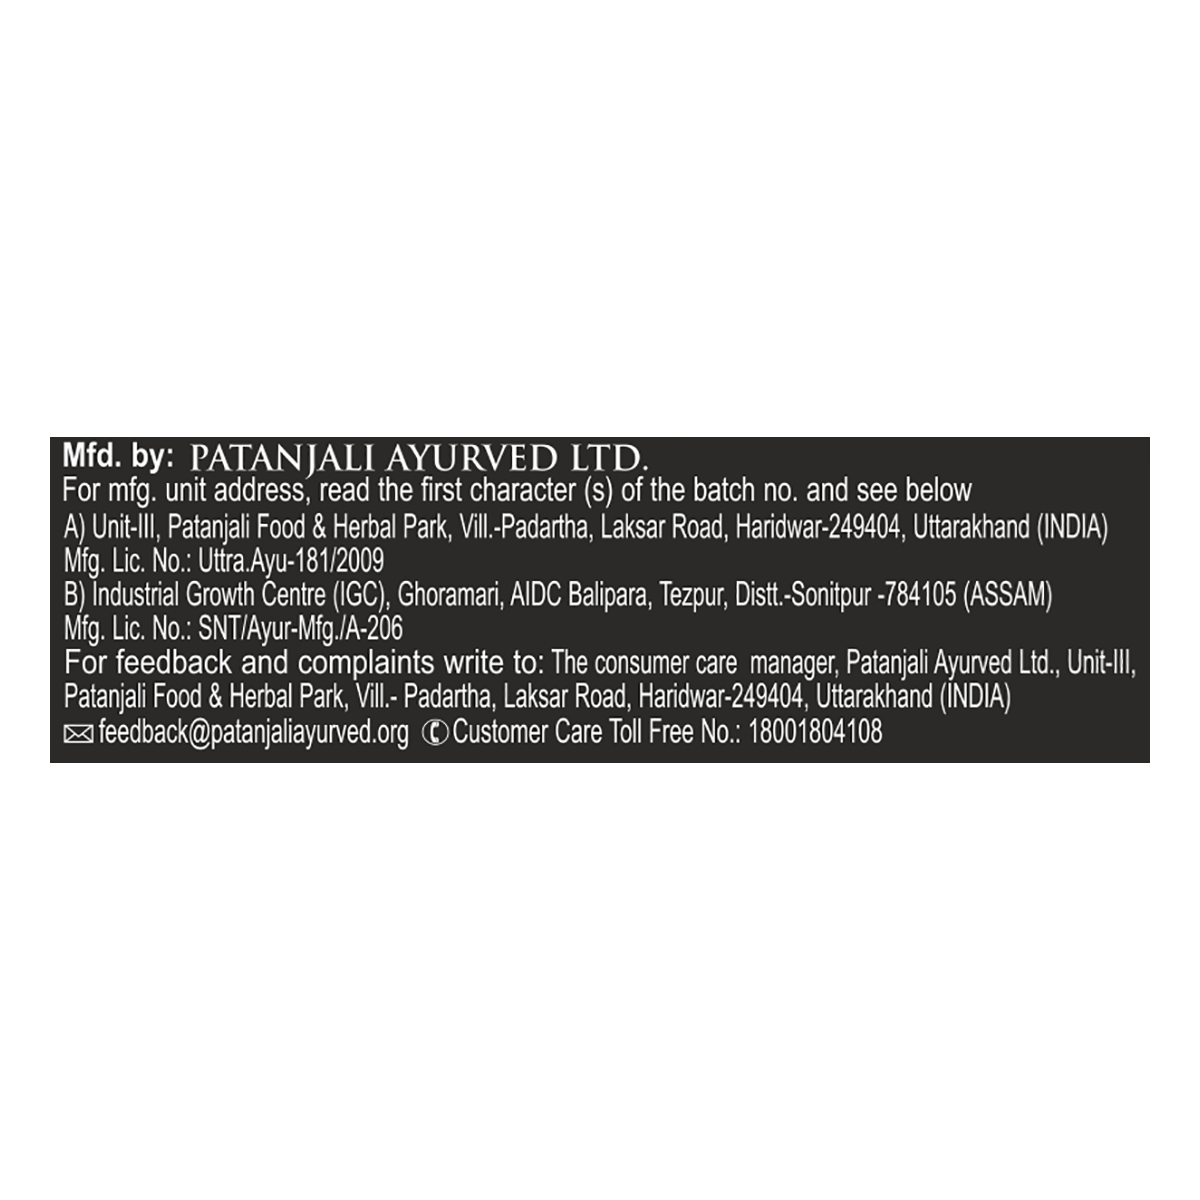 Mfd. by: PATANJALI AYURVED LTD.
For mfg. unit address, read the first character (s) of the batch no. and see below
A) Unit-III, Patanjali Food & Herbal Park, Vill.-Padartha, Laksar Road, Haridwar-249404, Uttarakhand (INDIA)
Mfg. Lic. No.: Uttra.Ayu-181/2009
B) Industrial Growth Centre (IGC), Ghoramari, AIDC Balipara, Tezpur, Distt.-Sonitpur -784105 (ASSAM)
Mfg. Lic. No.: SNT/Ayur-Mfg./A-206
For feedback and complaints write to: The consumer care manager, Patanjali Ayurved Ltd., Unit-III,
Patanjali Food & Herbal Park, Vill.- Padartha, Laksar Road, Haridwar-249404, Uttarakhand (INDIA)
feedback@patanjaliayurved.org Customer Care Toll Free No.: 18001804108